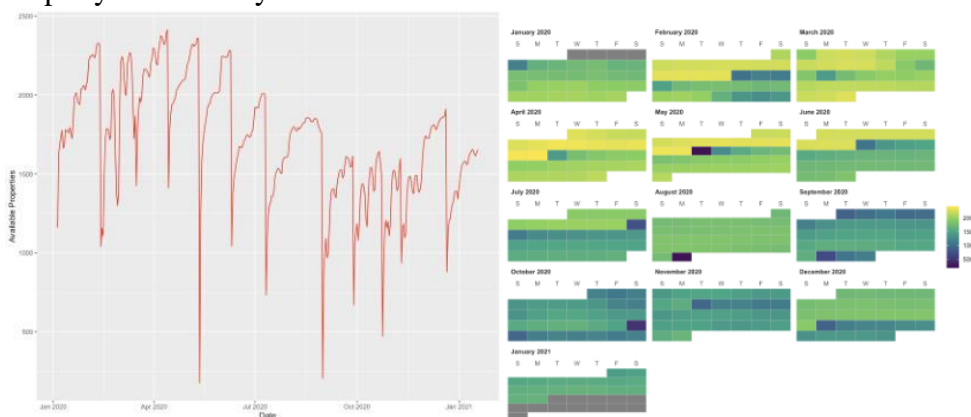 2500
2000
1500
1000
500
Available Properties
Jan 2020
Apr 2020
Jul 2020
Oct 2020
Jan 2021
Date
January 2020
S M T W T F S
February 2020
S M T W T F S
March 2020
S M T W T F S
April 2020
S M T W T F S
May 2020
S M T W T F S
June 2020
S M T W T F S
July 2020
S M T W T F S
August 2020
S M T W T F S
September 2020
S M T W T F S
October 2020
S M T W T F S
November 2020
S M T W T F S
December 2020
S M T W T F S
January 2021
S M T W T F S